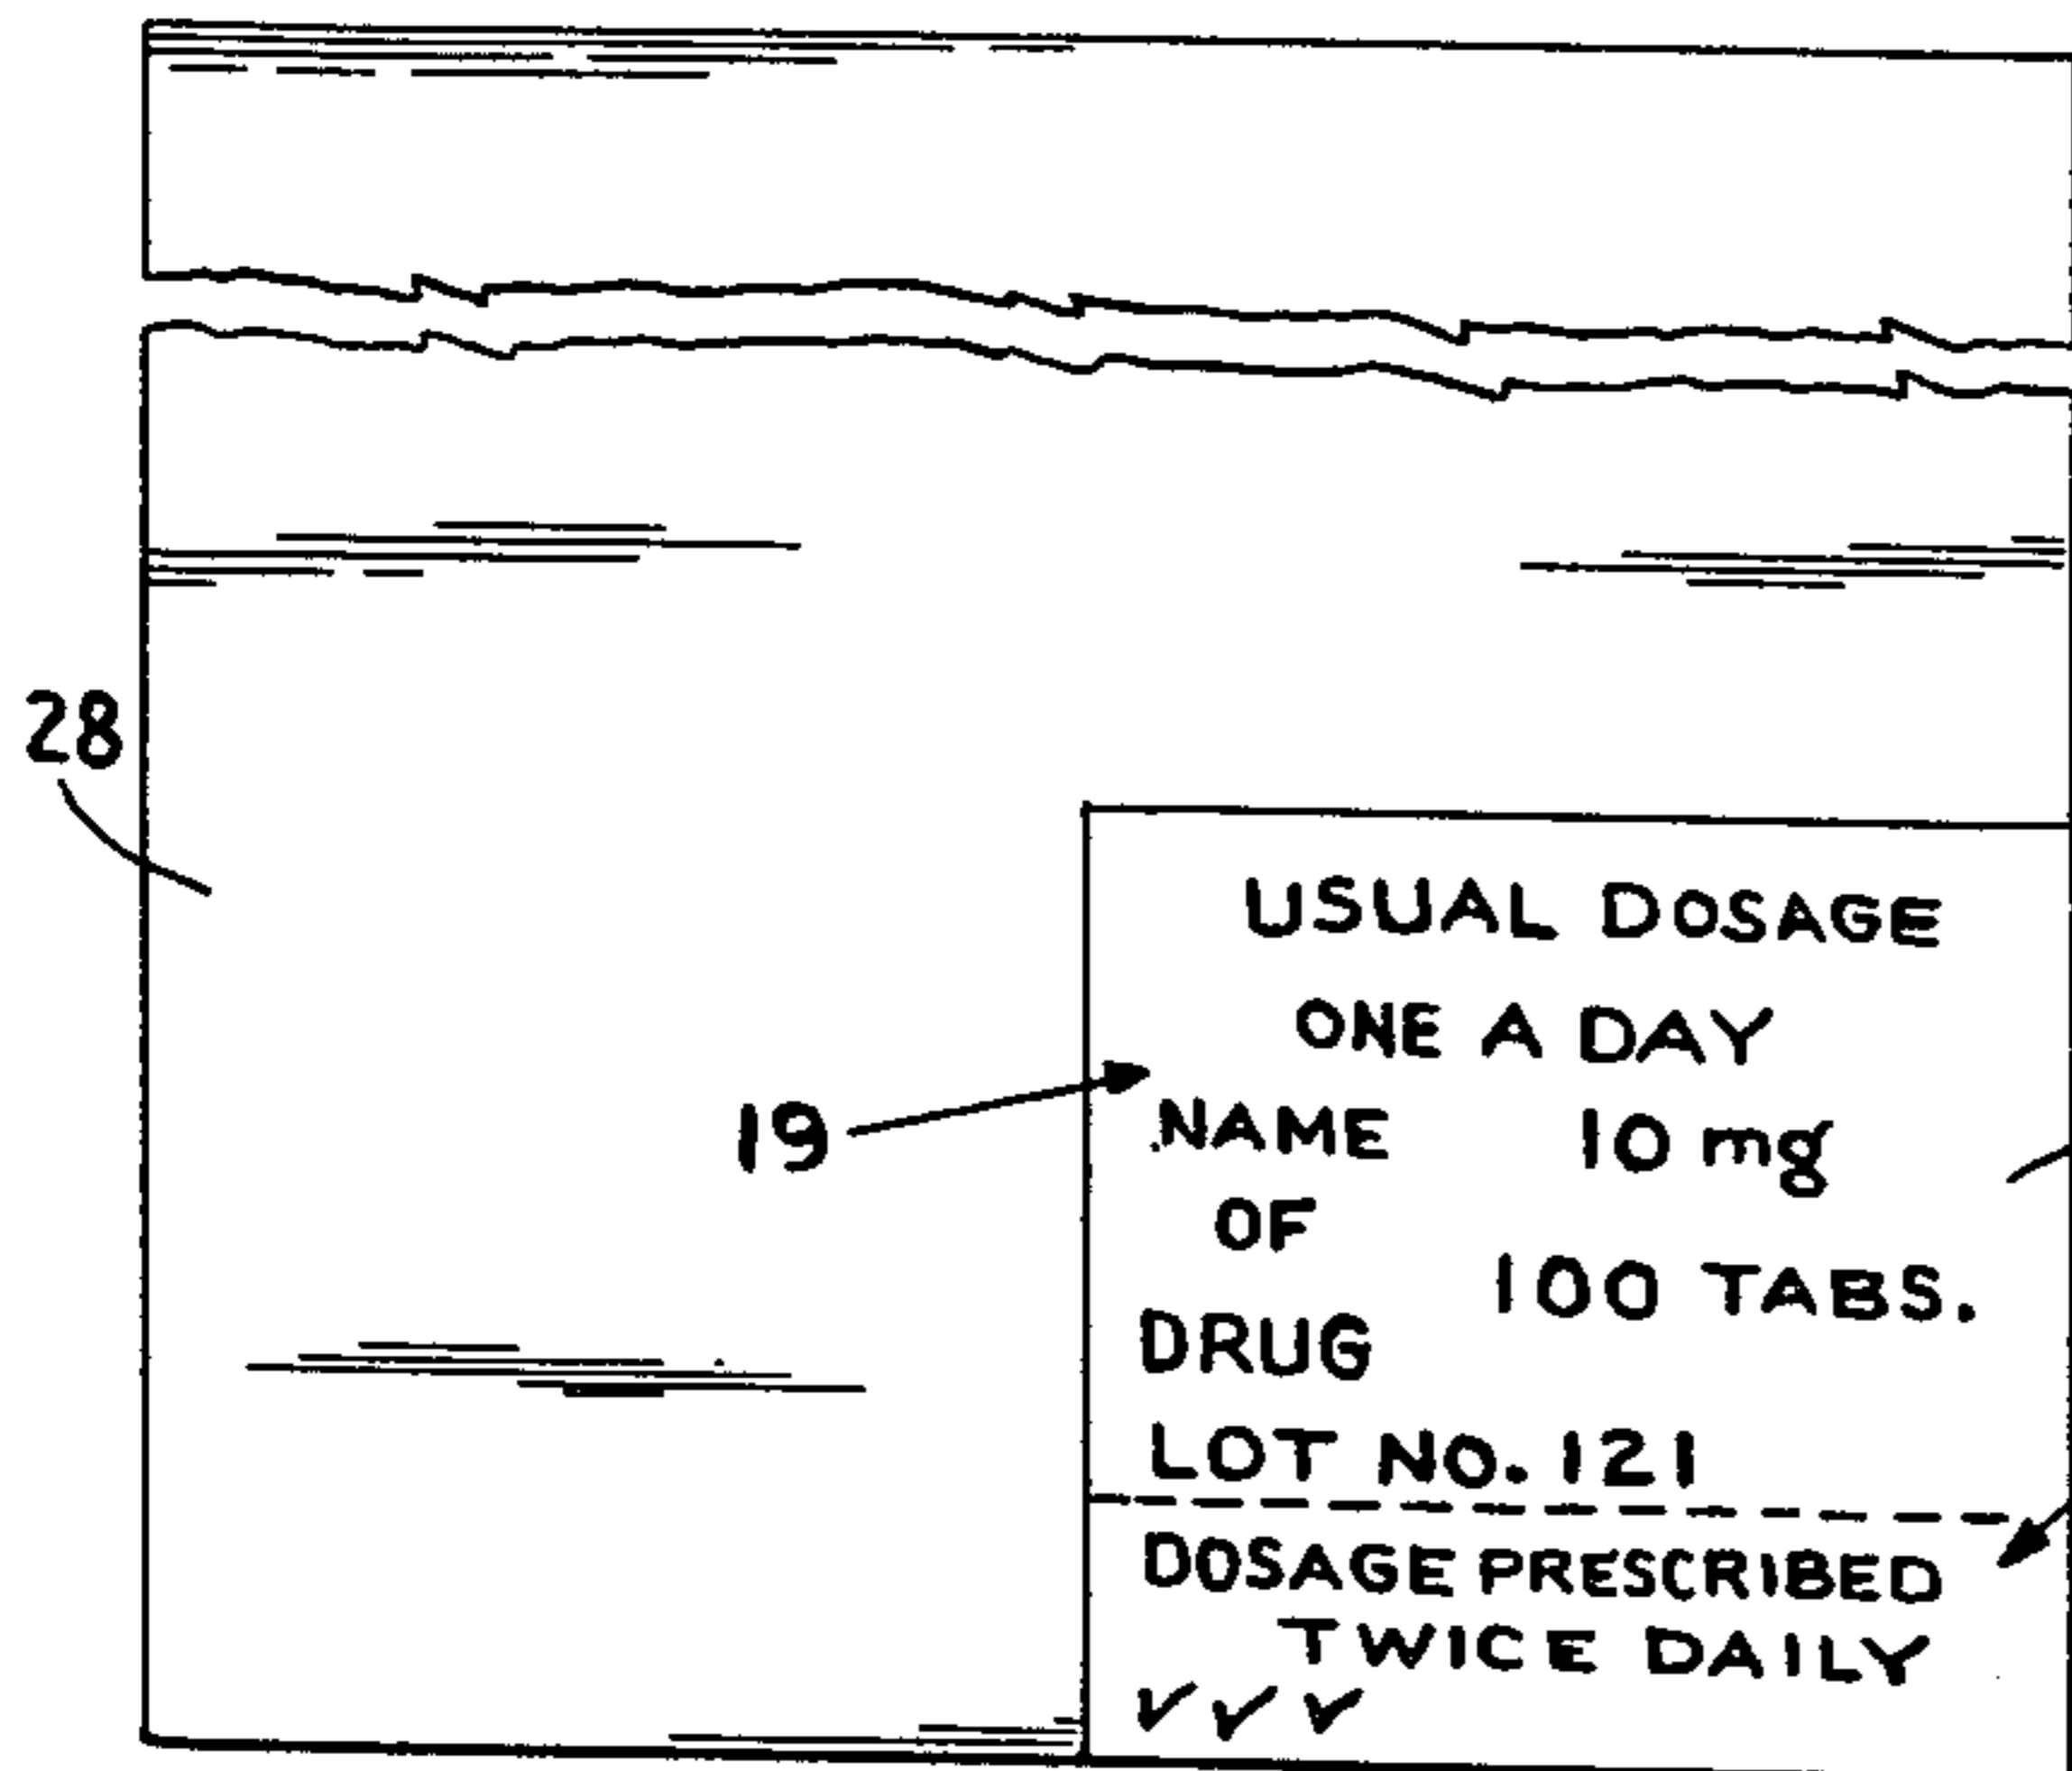 28
USUAL DOSAGE
ONE A DAY
19
NAME 10 mg
OF
100 TABS.
DRUG
LOT NO. 121
DOSAGE PRESCRIBED
TWICE DAILY